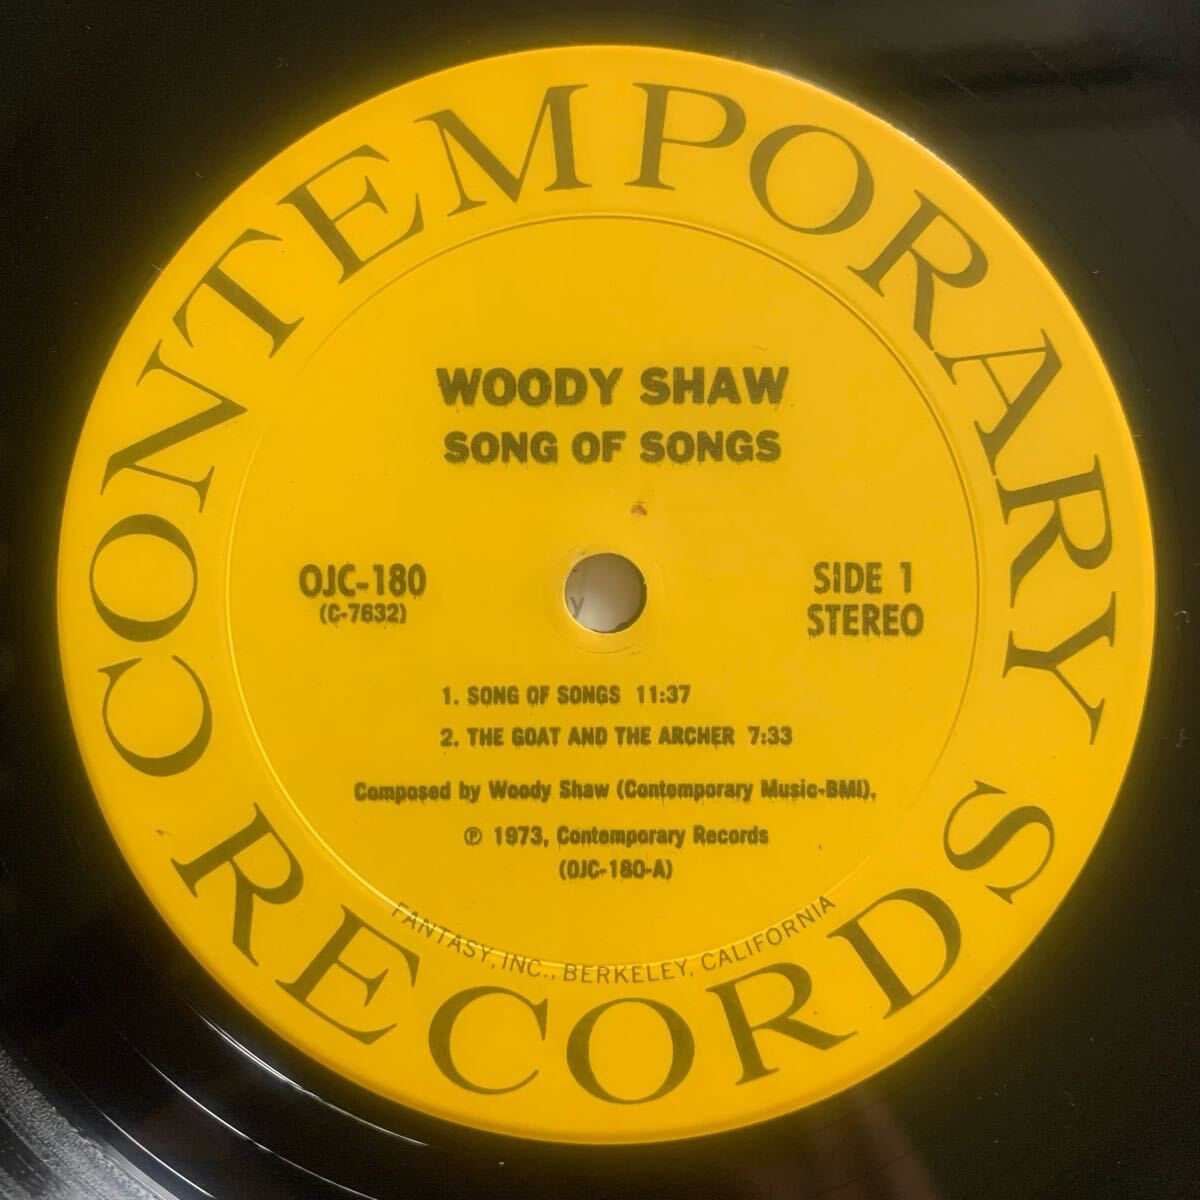 CONTEMPORARY RECORDS
WOODY SHAW
SONG OF SONGS
OJC-180
(C-7632)
SIDE 1
STEREO
1. SONG OF SONGS 11:37
2. THE GOAT AND THE ARCHER 7:33
Composed by Woody Shaw (Contemporary Music-BMI).
℗ 1973, Contemporary Records
(OJC-180-A)
FANTASY, INC., BERKELEY, CALIFORNIA